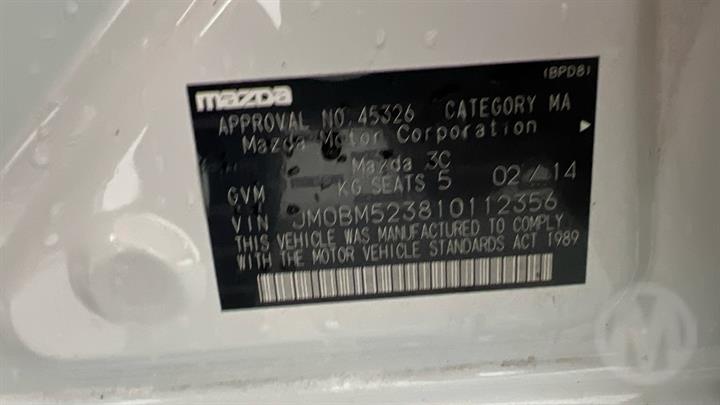 (BPD8)
mazda
APPROVAL NO. 45326 CATEGORY MA
Mazda Motor Corporation
Mazda 3C
GVM KG SEATS 5 02 / 14
VIN JM0BM523810112356
THIS VEHICLE WAS MANUFACTURED TO COMPLY
WITH THE MOTOR VEHICLE STANDARDS ACT 1989
M